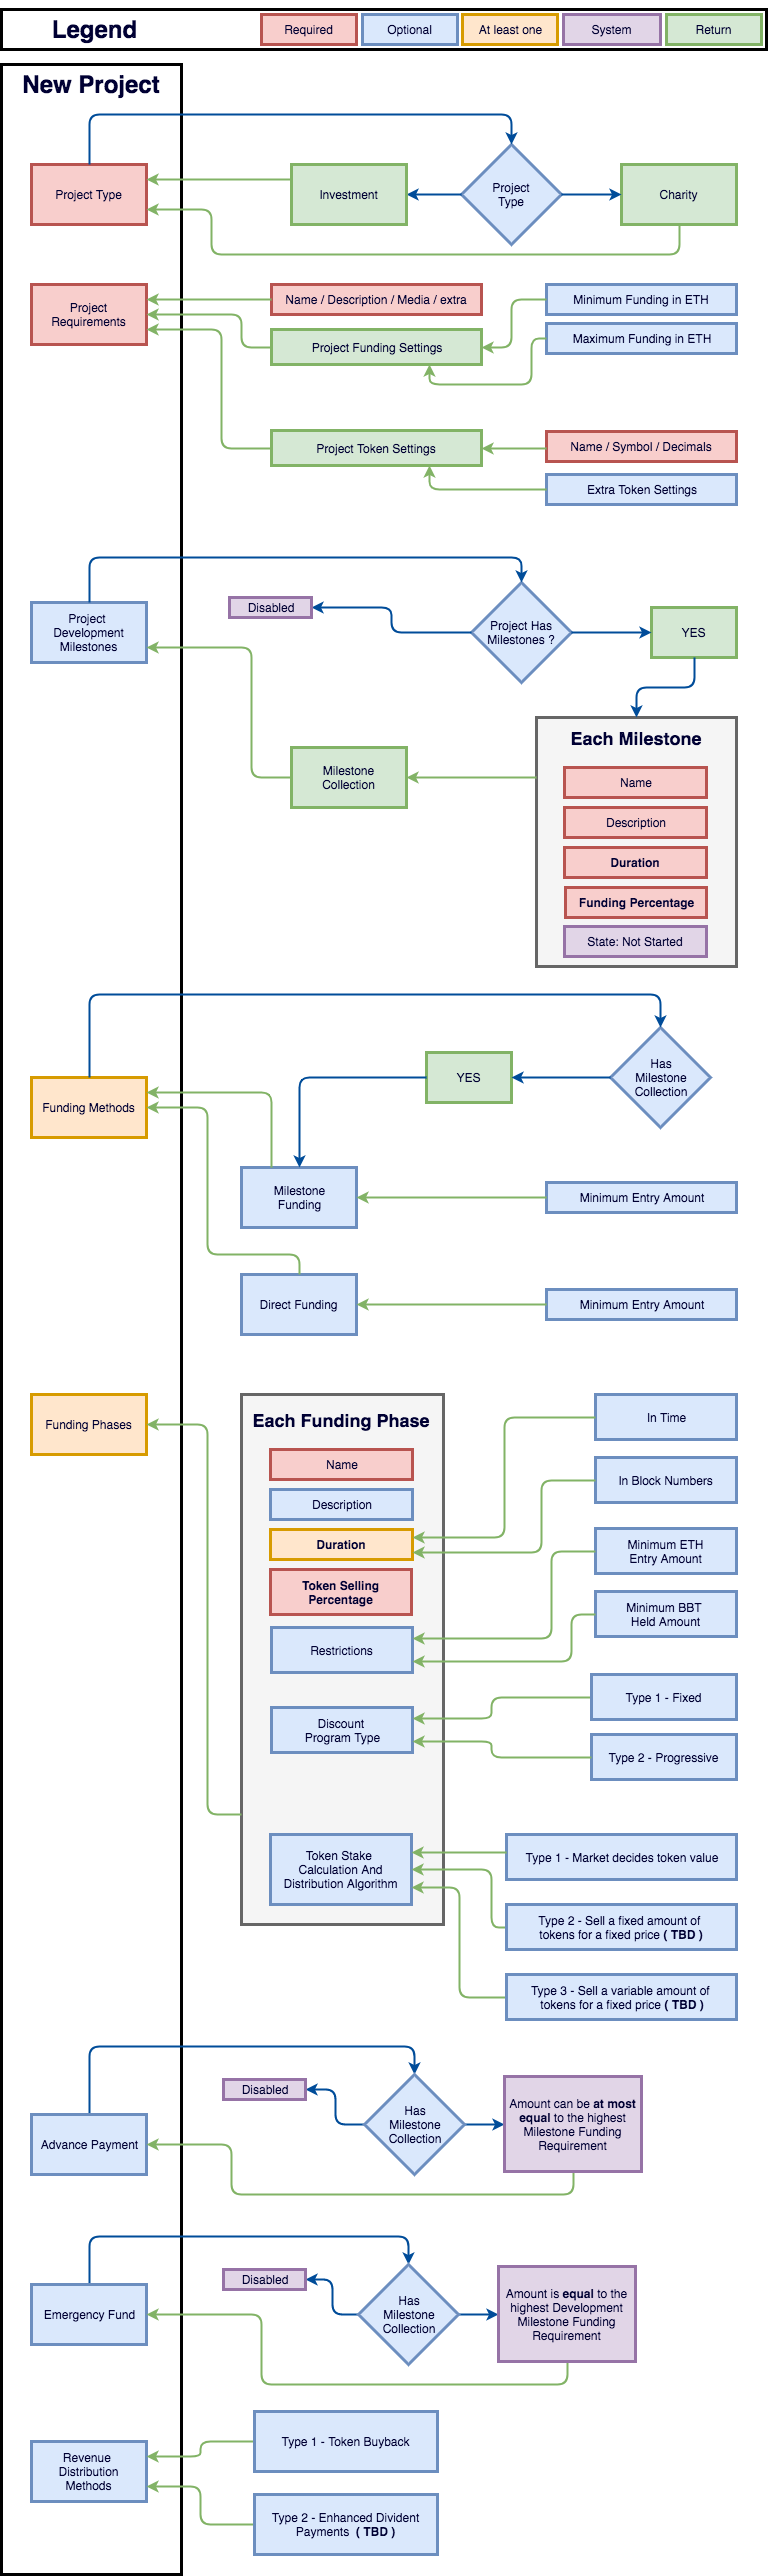 Legend
Required
Optional
At least one
System
Return
New Project
Project Type
Investment
Project
Type
Charity
Project
Requirements
Name / Description / Media / extra
Minimum Funding in ETH
Project Funding Settings
Maximum Funding in ETH
Project Token Settings
Name / Symbol / Decimals
Extra Token Settings
Project
Development
Milestones
Disabled
Project Has
Milestones ?
YES
Each Milestone
Milestone
Collection
Name
Description
Duration
Funding Percentage
State: Not Started
Funding Methods
YES
Has
Milestone
Collection
Milestone
Funding
Minimum Entry Amount
Direct Funding
Minimum Entry Amount
Funding Phases
Each Funding Phase
Name
Description
Duration
Token Selling
Percentage
Restrictions
Discount
Program Type
Token Stake
Calculation And
Distribution Algorithm
In Time
In Block Numbers
Minimum ETH
Entry Amount
Minimum BBT
Held Amount
Type 1 - Fixed
Type 2 - Progressive
Type 1 - Market decides token value
Type 2 - Sell a fixed amount of
tokens for a fixed price ( TBD )
Type 3 - Sell a variable amount of
tokens for a fixed price ( TBD )
Advance Payment
Disabled
Has
Milestone
Collection
Amount can be at most
equal to the highest
Milestone Funding
Requirement
Emergency Fund
Disabled
Has
Milestone
Collection
Amount is equal to the
highest Development
Milestone Funding
Requirement
Revenue
Distribution
Methods
Type 1 - Token Buyback
Type 2 - Enhanced Divident
Payments ( TBD )